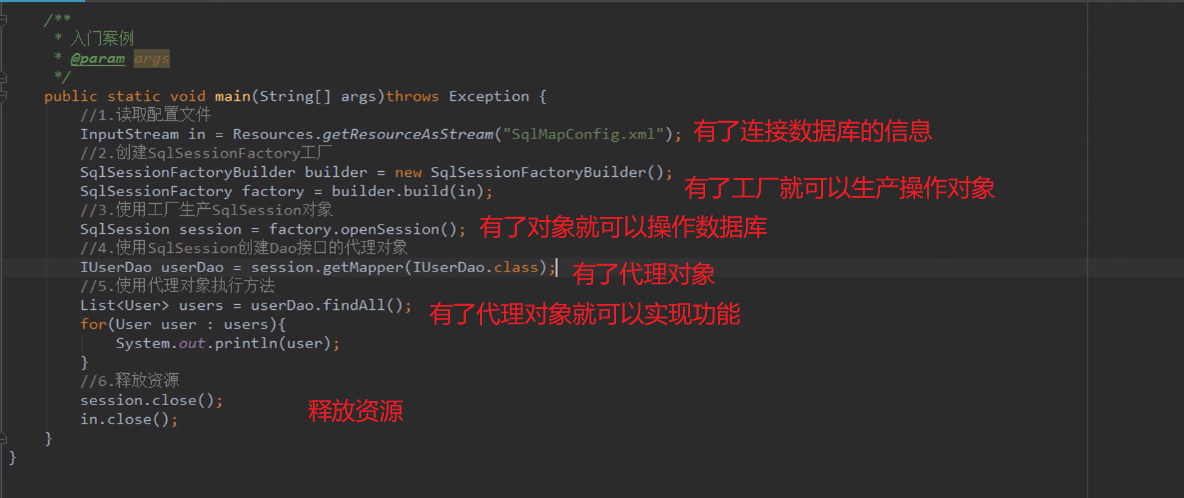 /**
* 入门案例
* @param args
*/
public static void main(String[] args)throws Exception {
//1.读取配置文件
InputStream in = Resources.getResourceAsStream("SqlMapConfig.xml"); 有了连接数据库的信息
//2.创建SqlSessionFactory工厂
SqlSessionFactoryBuilder builder = new SqlSessionFactoryBuilder();
SqlSessionFactory factory = builder.build(in); 有了工厂就可以生产操作对象
//3.使用工厂生产SqlSession对象
SqlSession session = factory.openSession(); 有了对象就可以操作数据库
//4.使用SqlSession创建Dao接口的代理对象
IUserDao userDao = session.getMapper(IUserDao.class); 有了代理对象
//5.使用代理对象执行方法
List<User> users = userDao.findAll(); 有了代理对象就可以实现功能
for(User user : users){
System.out.println(user);
}
//6.释放资源
session.close(); 释放资源
in.close();
}
}